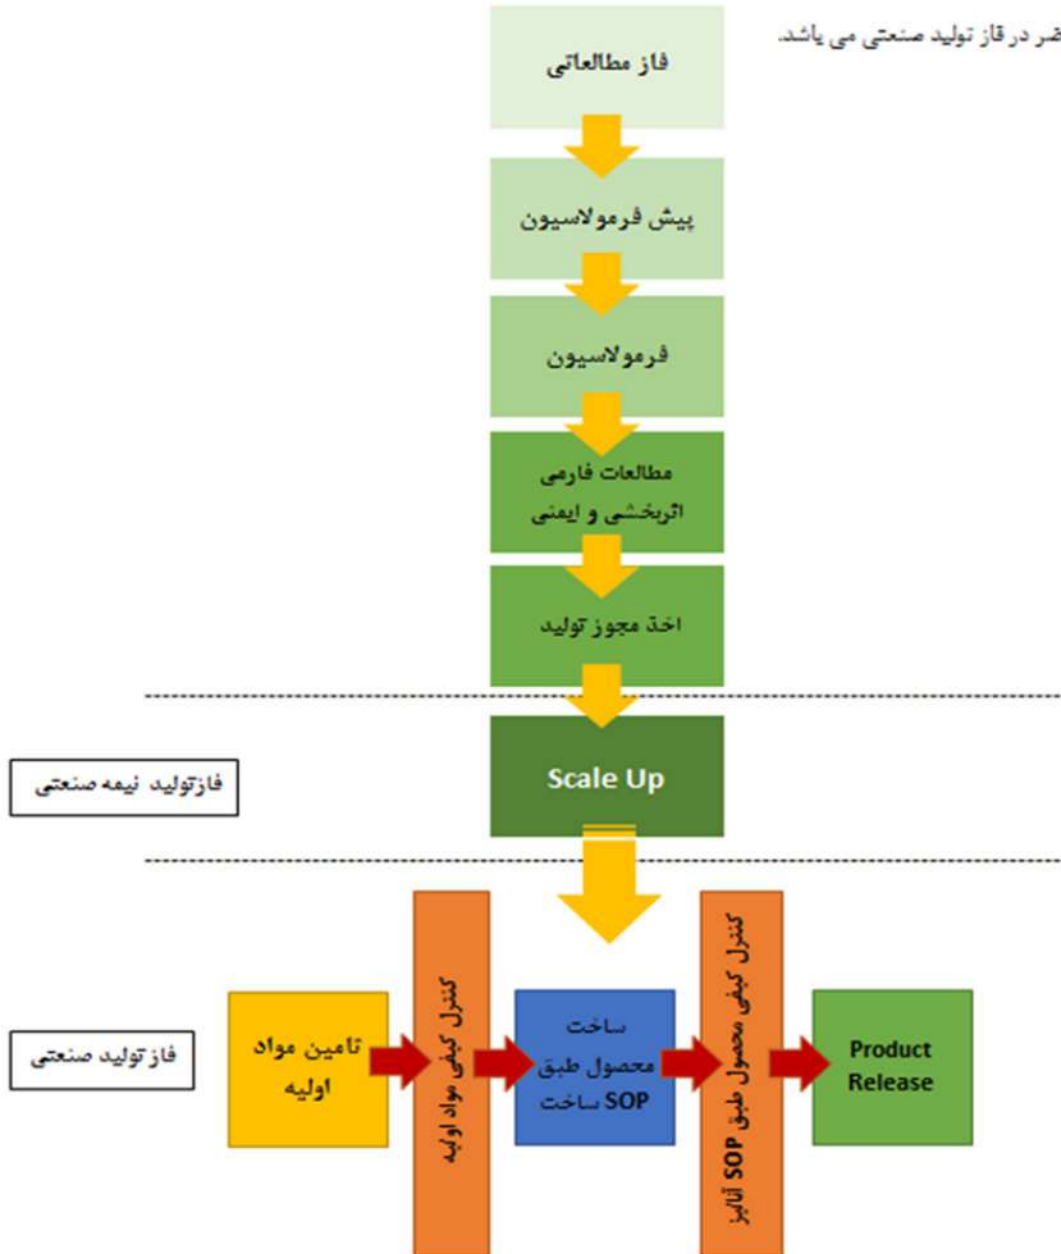 در فاز تولید صنعتی می باشد.
فاز مطالعاتی
پیش فرمولاسیون
فرمولاسیون
مطالعات فارمی
اثربخشی و ایمنی
اخذ مجوز تولید
Scale Up
فازتولید نیمه صنعتی
فاز تولید صنعتی
تامین مواد
اولیه
کنترل کیفی مواد اولیه
ساخت
محصول طبق
SOP ساخت
کنترل کیفی محصول طبق SOP آنالیز
Product
Release